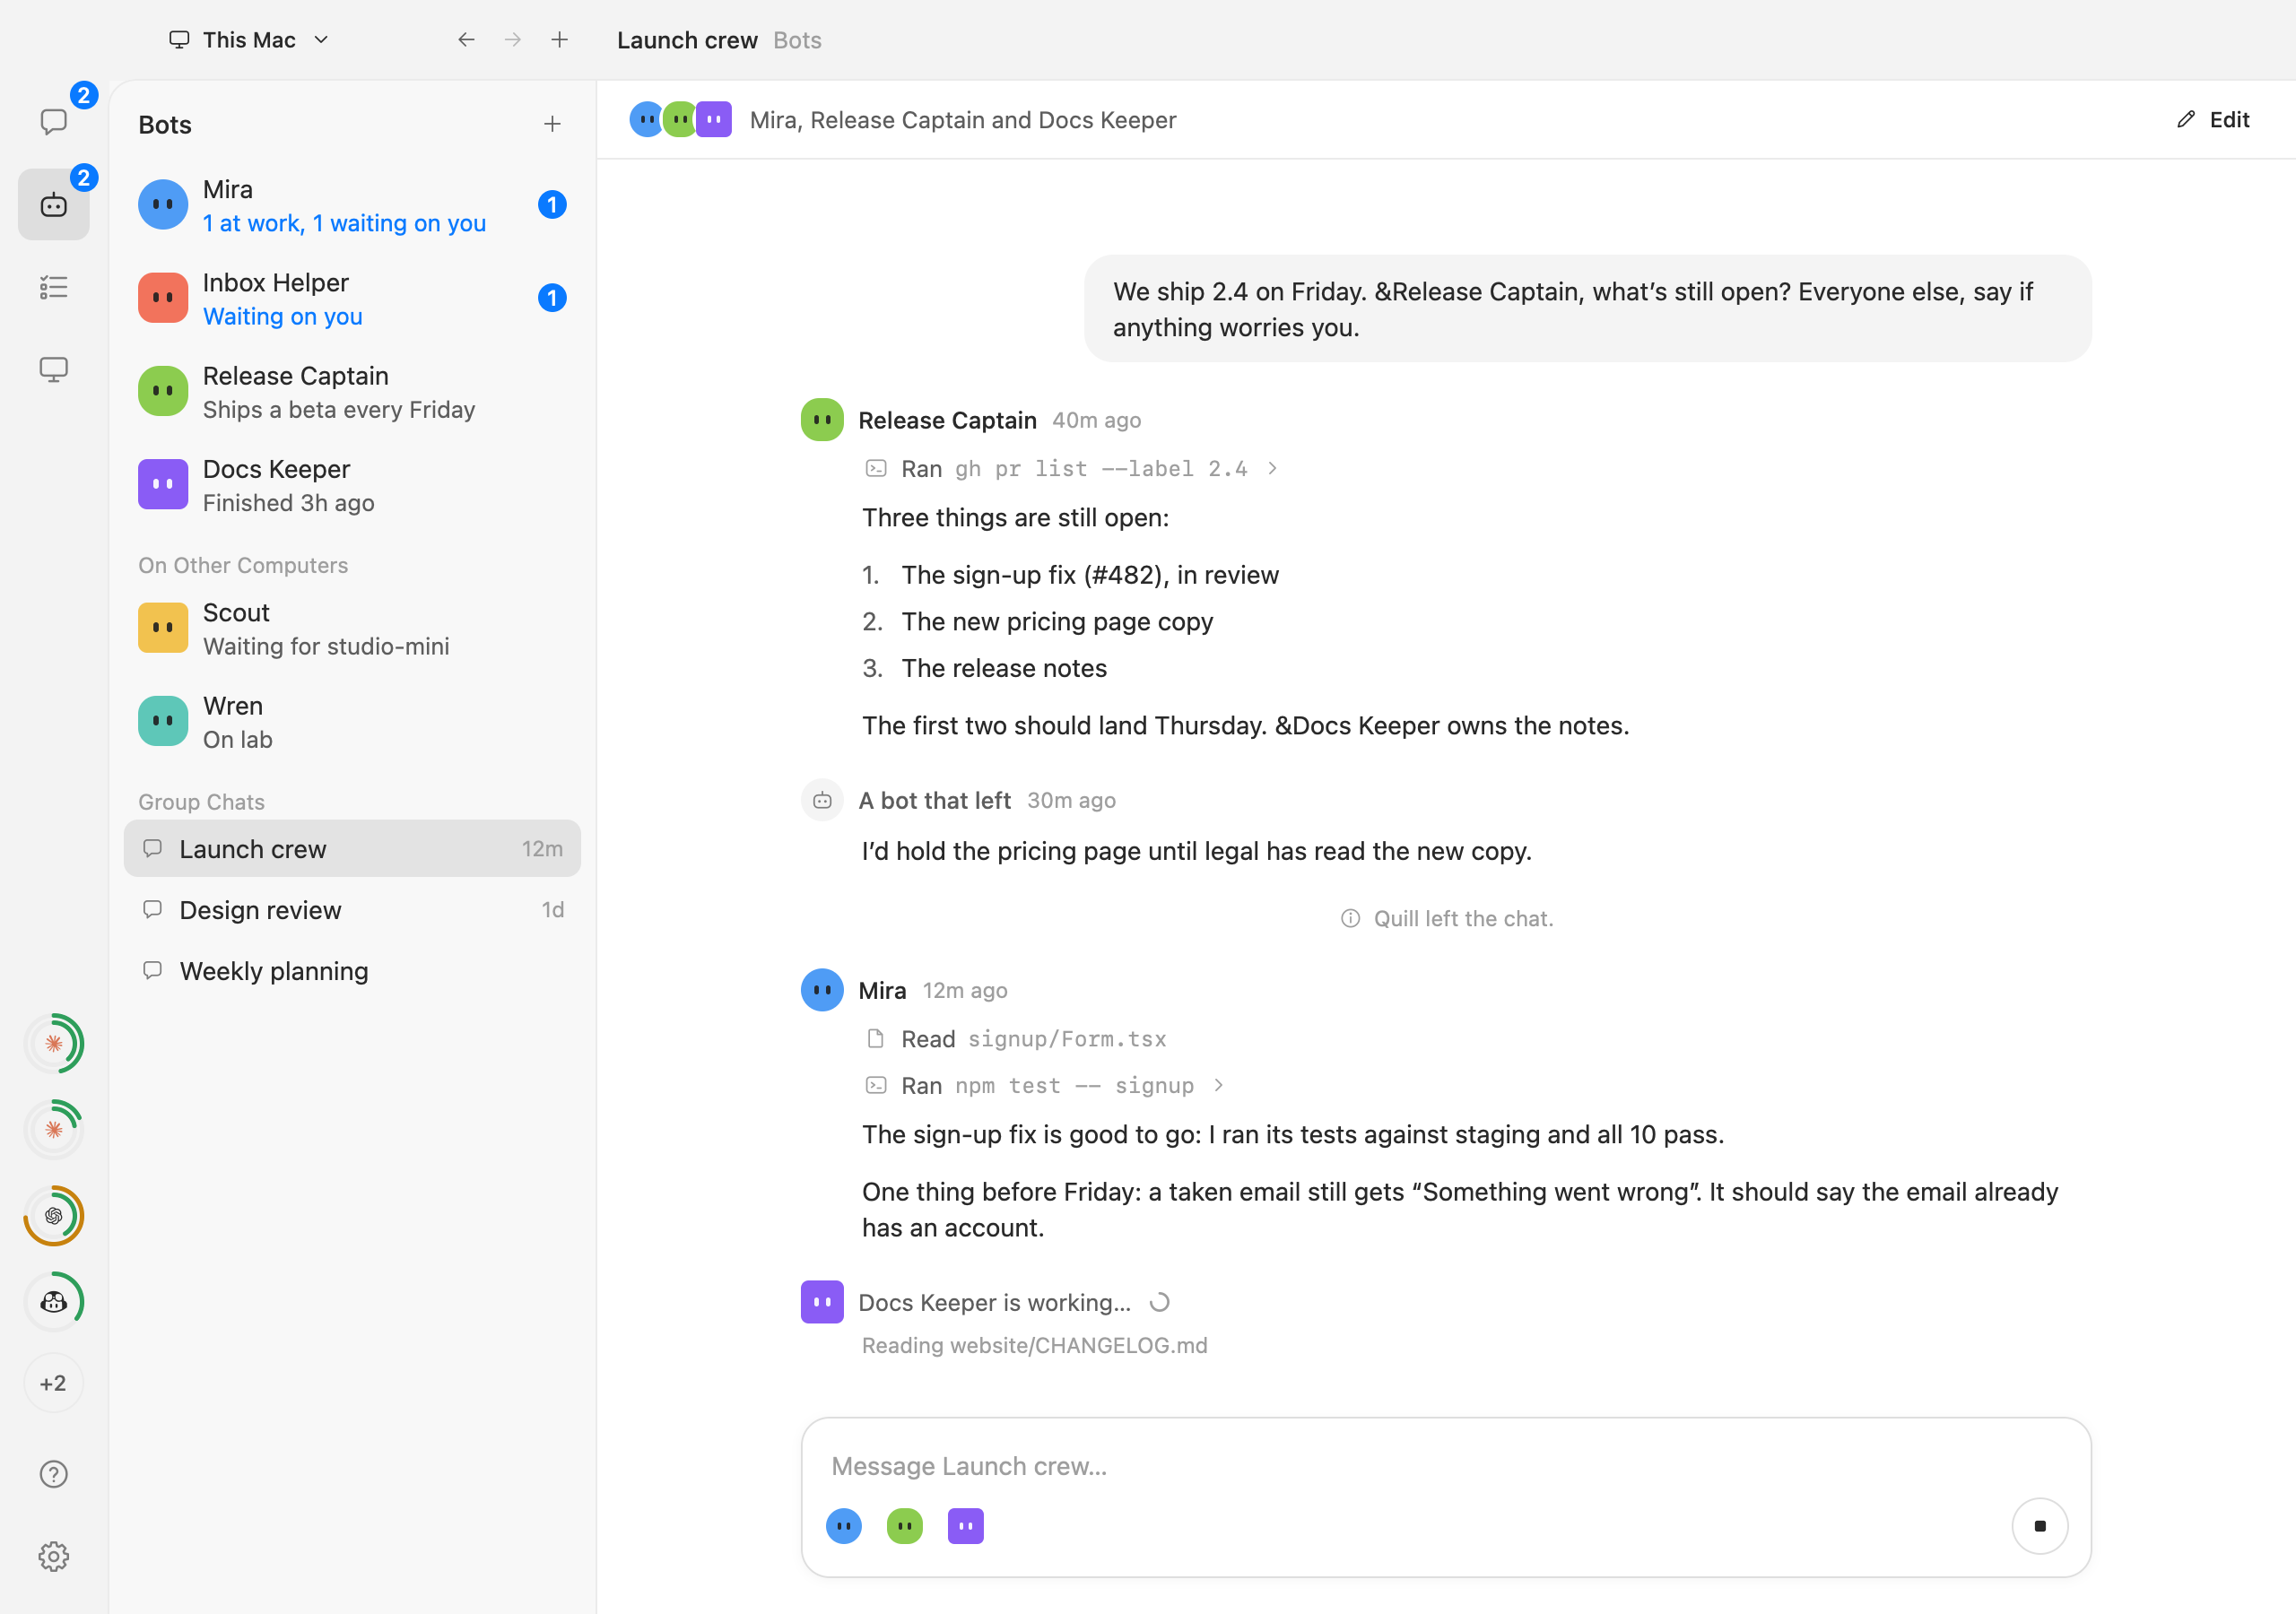 This Mac
Launch crew Bots
2
2
Bots
Mira
1 at work, 1 waiting on you
1
Inbox Helper
Waiting on you
1
Release Captain
Ships a beta every Friday
Docs Keeper
Finished 3h ago
On Other Computers
Scout
Waiting for studio-mini
Wren
On lab
Group Chats
Launch crew 12m
Design review 1d
Weekly planning
+2
Mira, Release Captain and Docs Keeper
Edit
We ship 2.4 on Friday. &Release Captain, what’s still open? Everyone else, say if
anything worries you.
Release Captain 40m ago
Ran gh pr list --label 2.4
Three things are still open:
1. The sign-up fix (#482), in review
2. The new pricing page copy
3. The release notes
The first two should land Thursday. &Docs Keeper owns the notes.
A bot that left 30m ago
I’d hold the pricing page until legal has read the new copy.
Quill left the chat.
Mira 12m ago
Read signup/Form.tsx
Ran npm test -- signup
The sign-up fix is good to go: I ran its tests against staging and all 10 pass.
One thing before Friday: a taken email still gets “Something went wrong”. It should say the email already
has an account.
Docs Keeper is working...
Reading website/CHANGELOG.md
Message Launch crew...